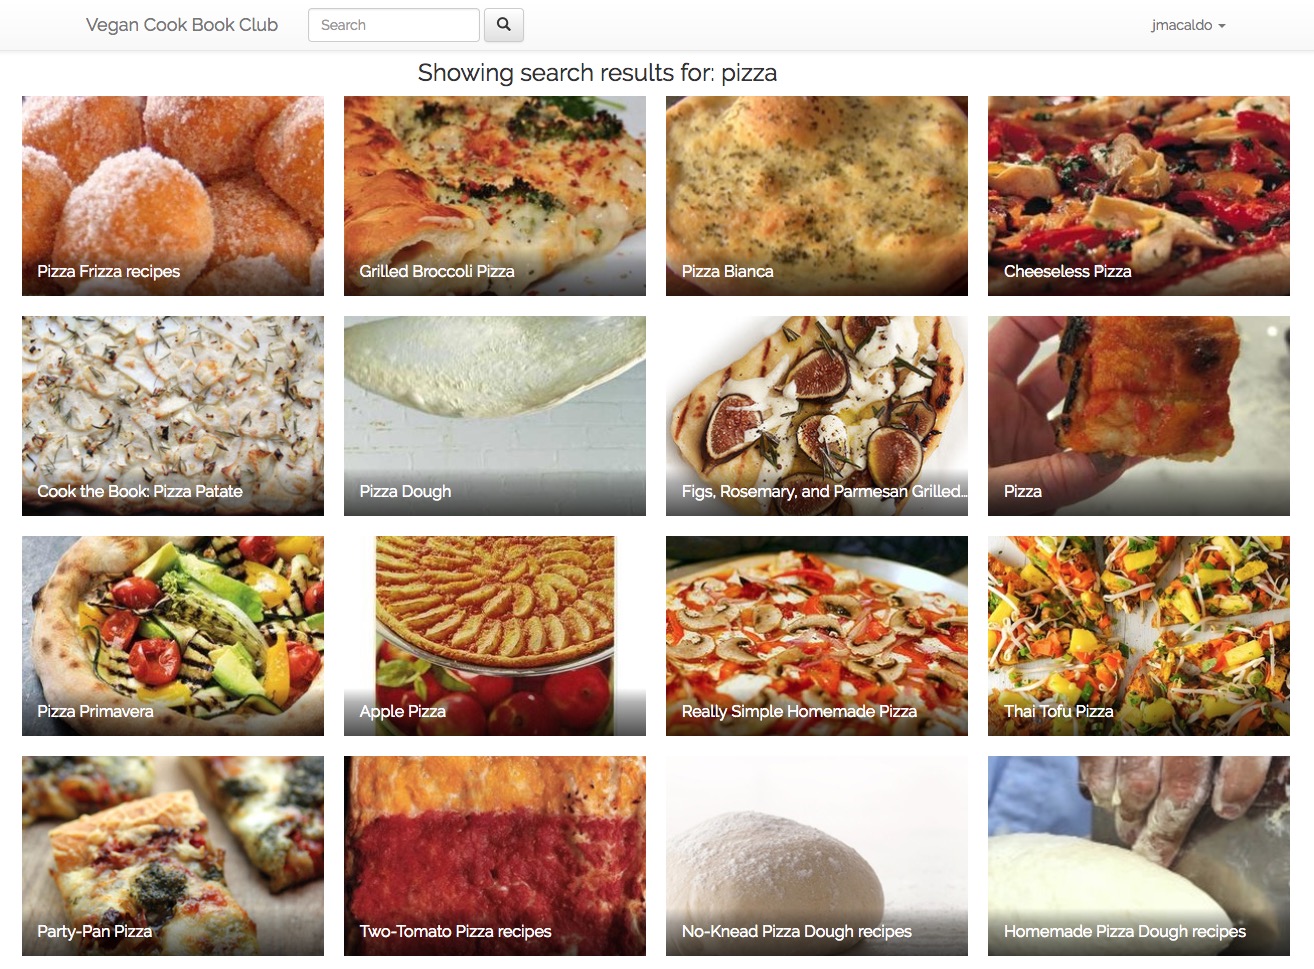 Vegan Cook Book Club
Search
jmacaldo
Showing search results for: pizza
Pizza Frizza recipes
Grilled Broccoli Pizza
Pizza Bianca
Cheeseless Pizza
Cook the Book: Pizza Patate
Pizza Dough
Figs, Rosemary, and Parmesan Grilled...
Pizza
Pizza Primavera
Apple Pizza
Really Simple Homemade Pizza
Thai Tofu Pizza
Party-Pan Pizza
Two-Tomato Pizza recipes
No-Knead Pizza Dough recipes
Homemade Pizza Dough recipes